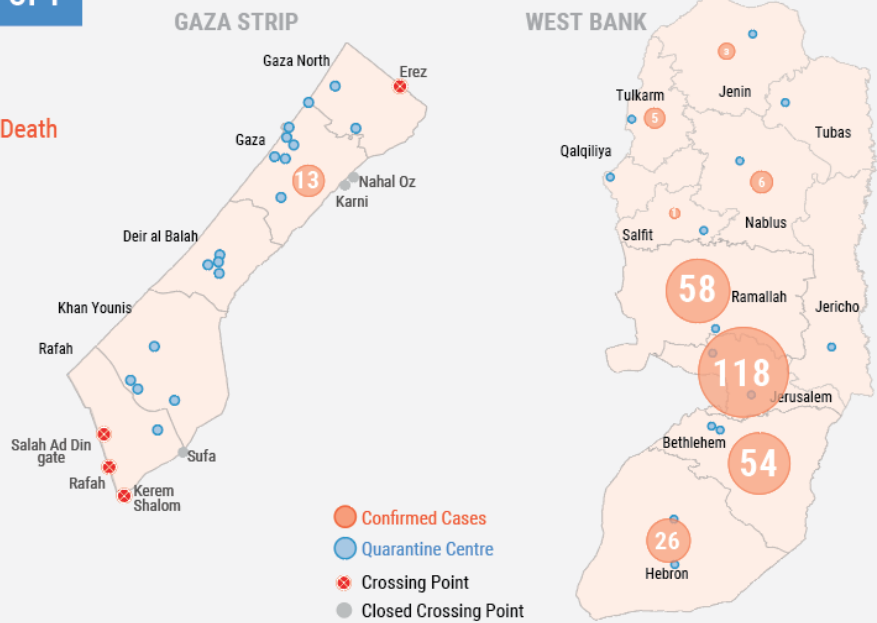 GAZA STRIP
WEST BANK
Gaza North
Erez
Death
Gaza
13
Nahal Oz
Karni
Deir al Balah
Khan Younis
Rafah
Salah Ad Din
gate
Rafah
Kerem
Shalom
Sufa
3
Jenin
Tulkarm
5
Tubas
Qalqiliya
6
Nablus
1
Salfit
58
Ramallah
Jericho
118
Jerusalem
Bethlehem
54
26
Hebron
Confirmed Cases
Quarantine Centre
Crossing Point
Closed Crossing Point